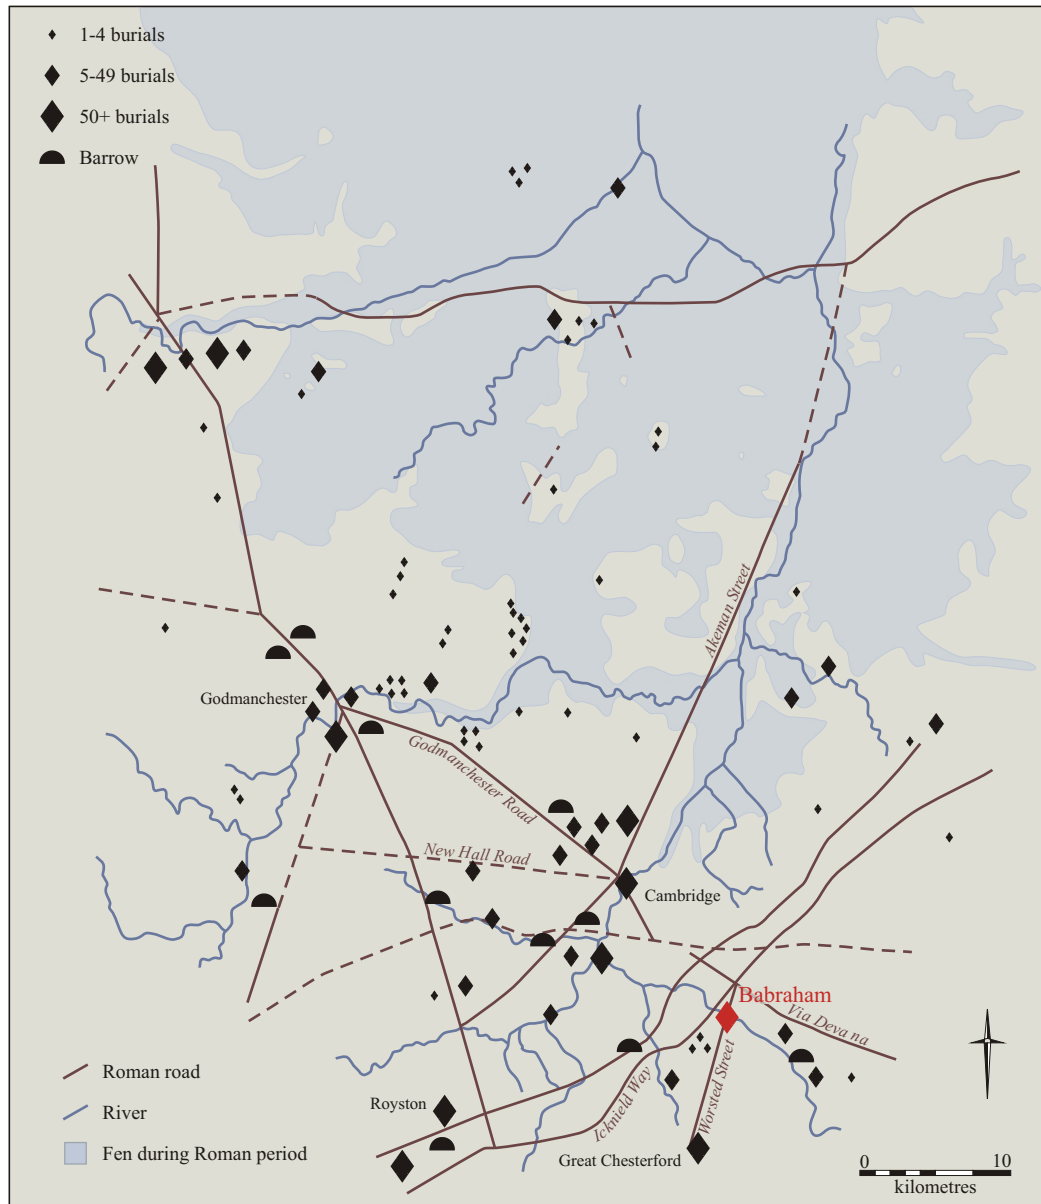 1-4 burials
5-49 burials
50+ burials
Barrow
Akeman Street
Godmanchester
Godmanchester Road
New Hall Road
Cambridge
Babraham
Via Devana
Worsted Street
Icknield Way
Royston
Great Chesterford
Roman road
River
Fen during Roman period
0 10
kilometres